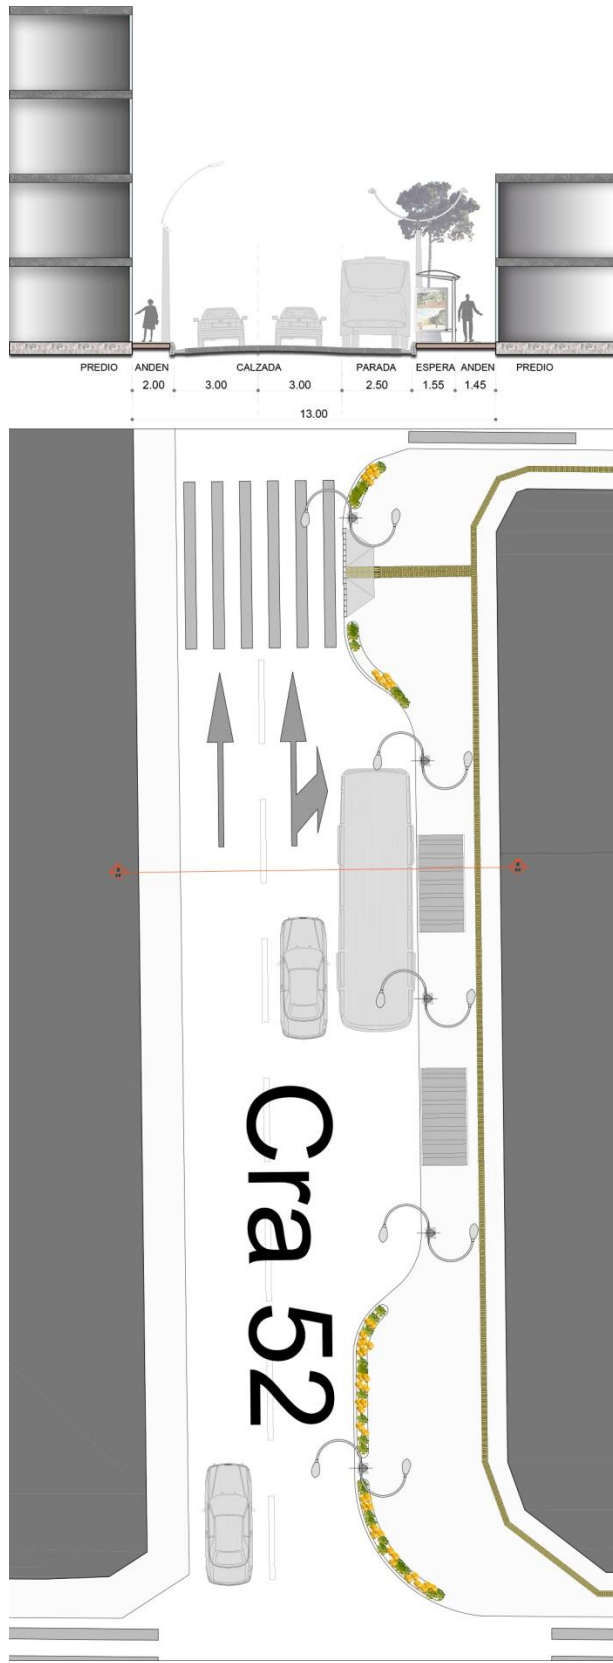 PREDIO ANDEN CALZADA PARADA ESPERA ANDEN PREDIO
2.00 3.00 3.00 2.50 1.55 1.45
13.00
Cra 52